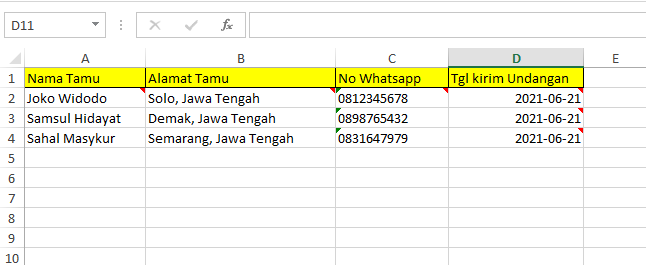 D11 fx
A B C D E
1 Nama Tamu Alamat Tamu No Whatsapp Tgl kirim Undangan
2 Joko Widodo Solo, Jawa Tengah 0812345678 2021-06-21
3 Samsul Hidayat Demak, Jawa Tengah 0898765432 2021-06-21
4 Sahal Masykur Semarang, Jawa Tengah 0831647979 2021-06-21
5
6
7
8
9
10